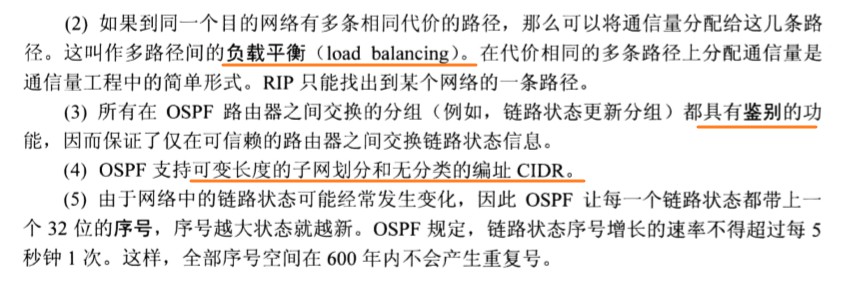 (2) 如果到同一个目的网络有多条相同代价的路径，那么可以将通信量分配给这几条路
径。这叫作多路径间的负载平衡（load balancing）。在代价相同的多条路径上分配通信量是
通信量工程中的简单形式。RIP 只能找出到某个网络的一条路径。
(3) 所有在 OSPF 路由器之间交换的分组（例如，链路状态更新分组）都具有鉴别的功
能，因而保证了仅在可信赖的路由器之间交换链路状态信息。
(4) OSPF 支持可变长度的子网划分和无分类的编址 CIDR。
(5) 由于网络中的链路状态可能经常发生变化，因此 OSPF 让每一个链路状态都带上一
个 32 位的序号，序号越大状态就越新。OSPF 规定，链路状态序号增长的速率不得超过每 5
秒钟 1 次。这样，全部序号空间在 600 年内不会产生重复号。